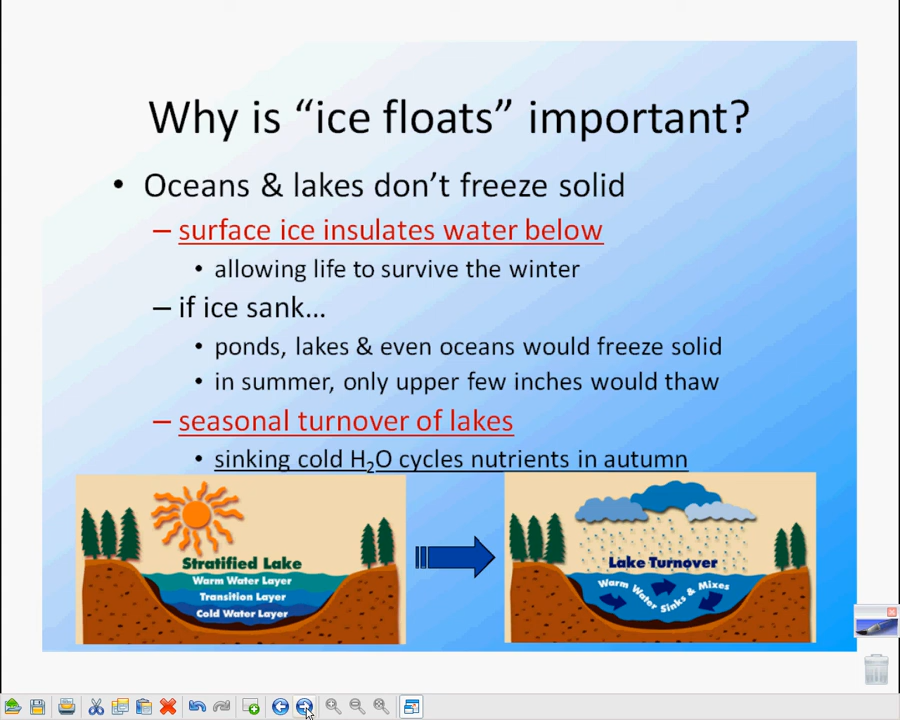 Why is “ice floats” important?
• Oceans & lakes don’t freeze solid
– surface ice insulates water below
• allowing life to survive the winter
– if ice sank…
• ponds, lakes & even oceans would freeze solid
• in summer, only upper few inches would thaw
– seasonal turnover of lakes
• sinking cold H₂O cycles nutrients in autumn
Stratified Lake
Warm Water Layer
Transition Layer
Cold Water Layer
Lake Turnover
Warm Water Sinks & Mixes